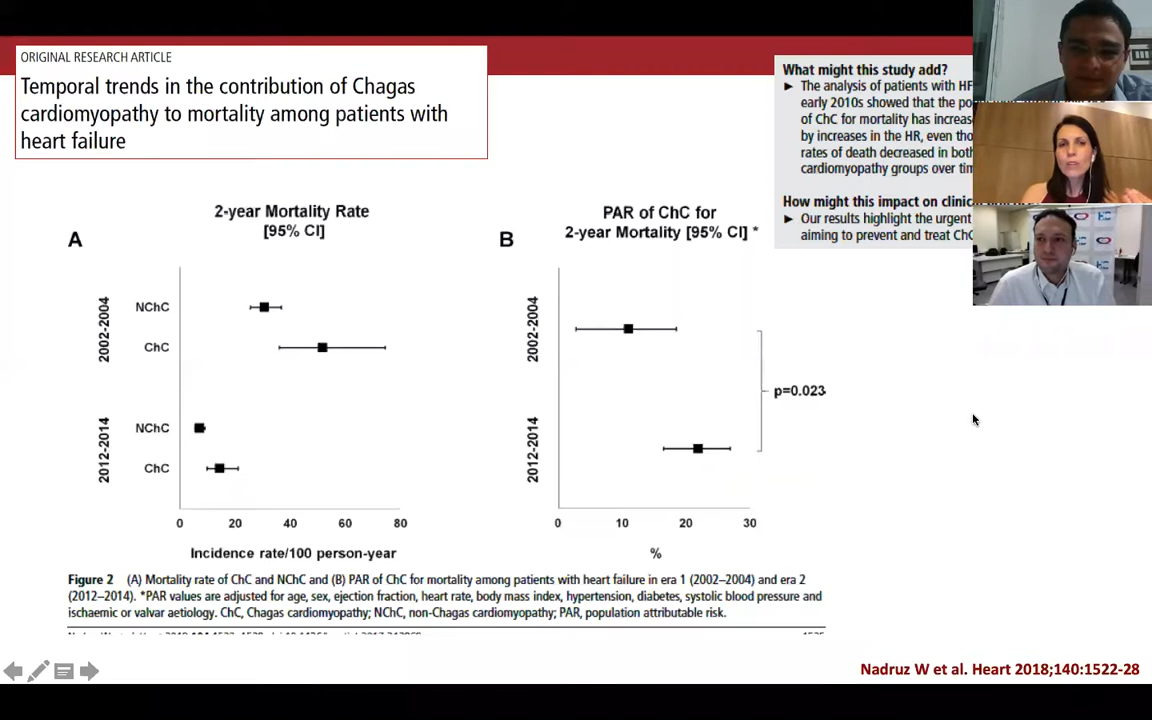 ORIGINAL RESEARCH ARTICLE
Temporal trends in the contribution of Chagas
cardiomyopathy to mortality among patients with
heart failure
What might this study add?
► The analysis of patients with HF
early 2010s showed that the
of ChC for mortality has
by increases in the HR, even
rates of death decreased in both
cardiomyopathy groups over
How might this impact on
► Our results highlight the urgent
aiming to prevent and treat
2-year Mortality Rate
[95% CI]
A
2002-2004
NChC
ChC
2012-2014
NChC
ChC
0 20 40 60 80
Incidence rate/100 person-year
PAR of ChC for
2-year Mortality [95% CI] *
B
2002-2004
2012-2014
p=0.023
0 10 20 30
%
Figure 2 (A) Mortality rate of ChC and NChC and (B) PAR of ChC for mortality among patients with heart failure in era 1 (2002–2004) and era 2
(2012–2014). *PAR values are adjusted for age, sex, ejection fraction, heart rate, body mass index, hypertension, diabetes, systolic blood pressure and
ischaemic or valvar aetiology. ChC, Chagas cardiomyopathy; NChC, non-Chagas cardiomyopathy; PAR, population attributable risk.
Nadruz W et al. Heart 2018;140:1522-28